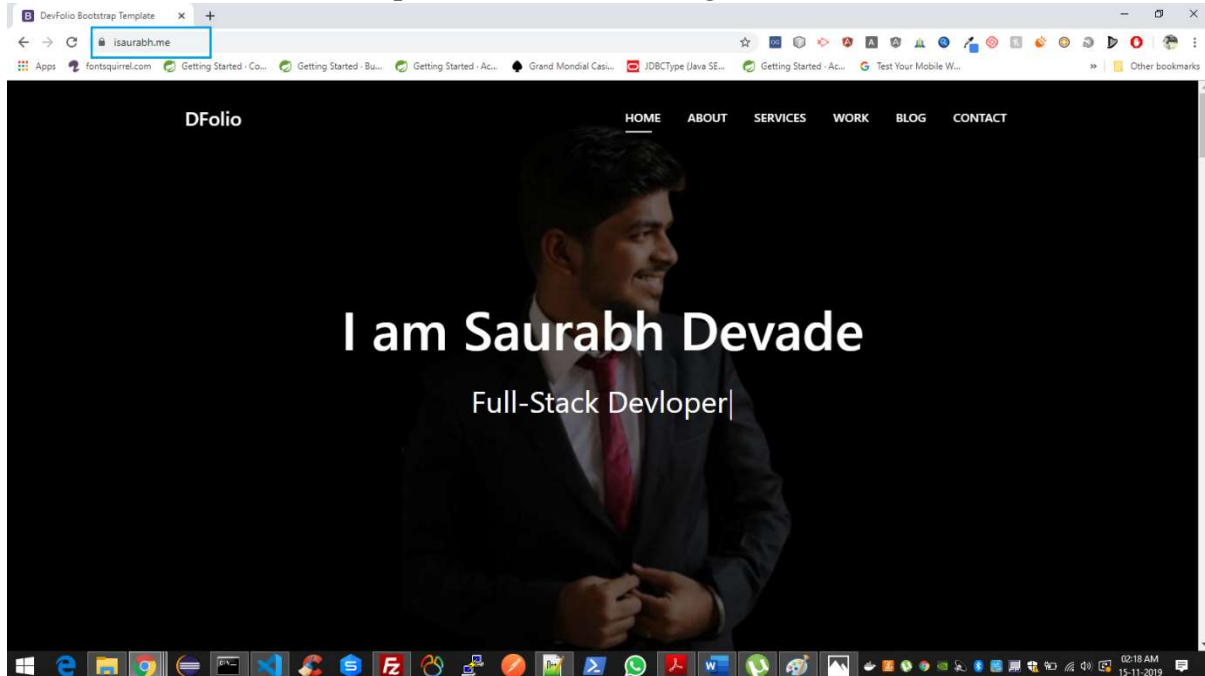 DevFolio Bootstrap Template
isaurabh.me
Apps fontsquirrel.com Getting Started · Co... Getting Started · Bu... Getting Started · Ac... Grand Mondial Casi... JDBCType (Java SE... Getting Started · Ac... Test Your Mobile W... » Other bookmarks
DFolio HOME ABOUT SERVICES WORK BLOG CONTACT
I am Saurabh Devade
Full-Stack Devloper|
02:18 AM
15-11-2019